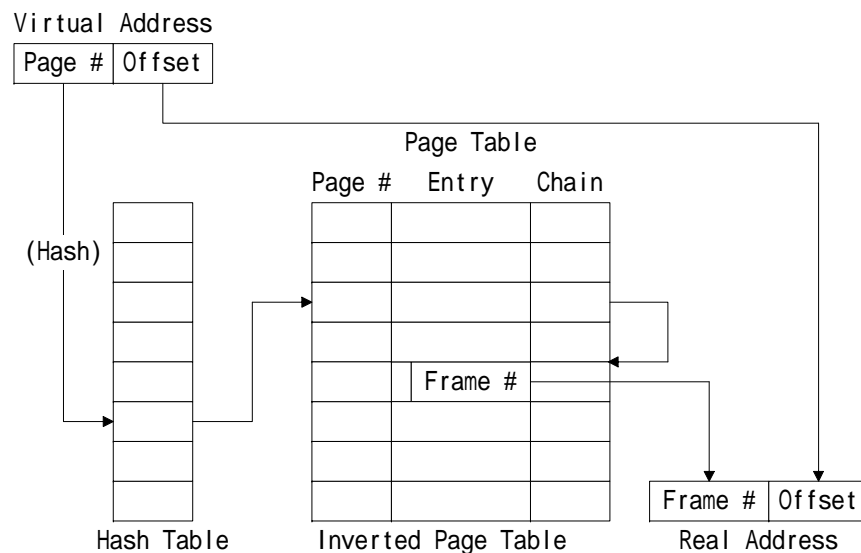 Virtual Address
Page # Offset
Page Table
Page # Entry Chain
(Hash)
Frame #
Frame # Offset
Hash Table Inverted Page Table Real Address